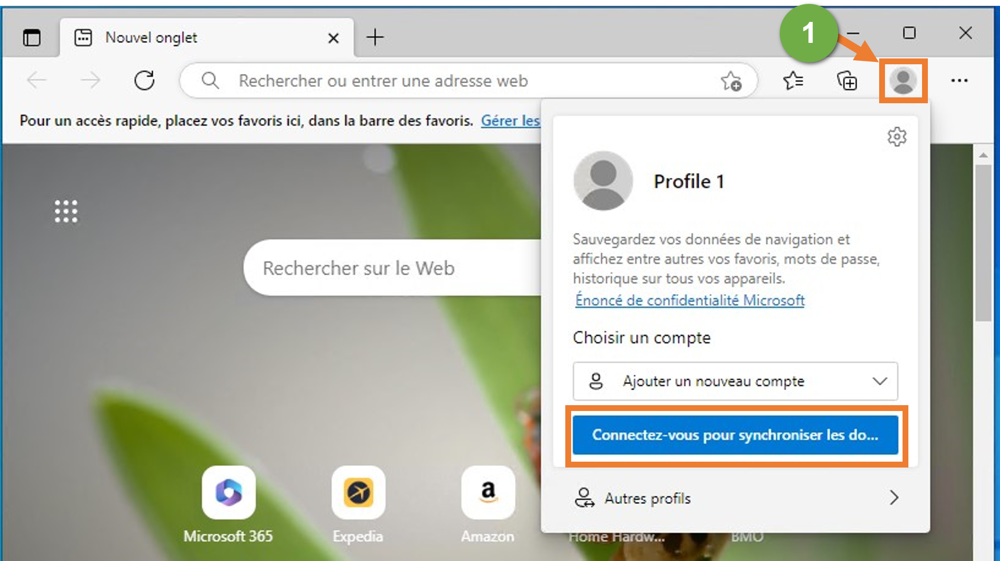 1
Nouvel onglet
Rechercher ou entrer une adresse web
Pour un accès rapide, placez vos favoris ici, dans la barre des favoris. Gérer les
Profile 1
Sauvegardez vos données de navigation et
affichez entre autres vos favoris, mots de passe,
historique sur tous vos appareils.
Énoncé de confidentialité Microsoft
Choisir un compte
Ajouter un nouveau compte
Connectez-vous pour synchroniser les do...
Autres profils
Rechercher sur le Web
a
Microsoft 365
Expedia
Amazon
Home Hardw...
BMO